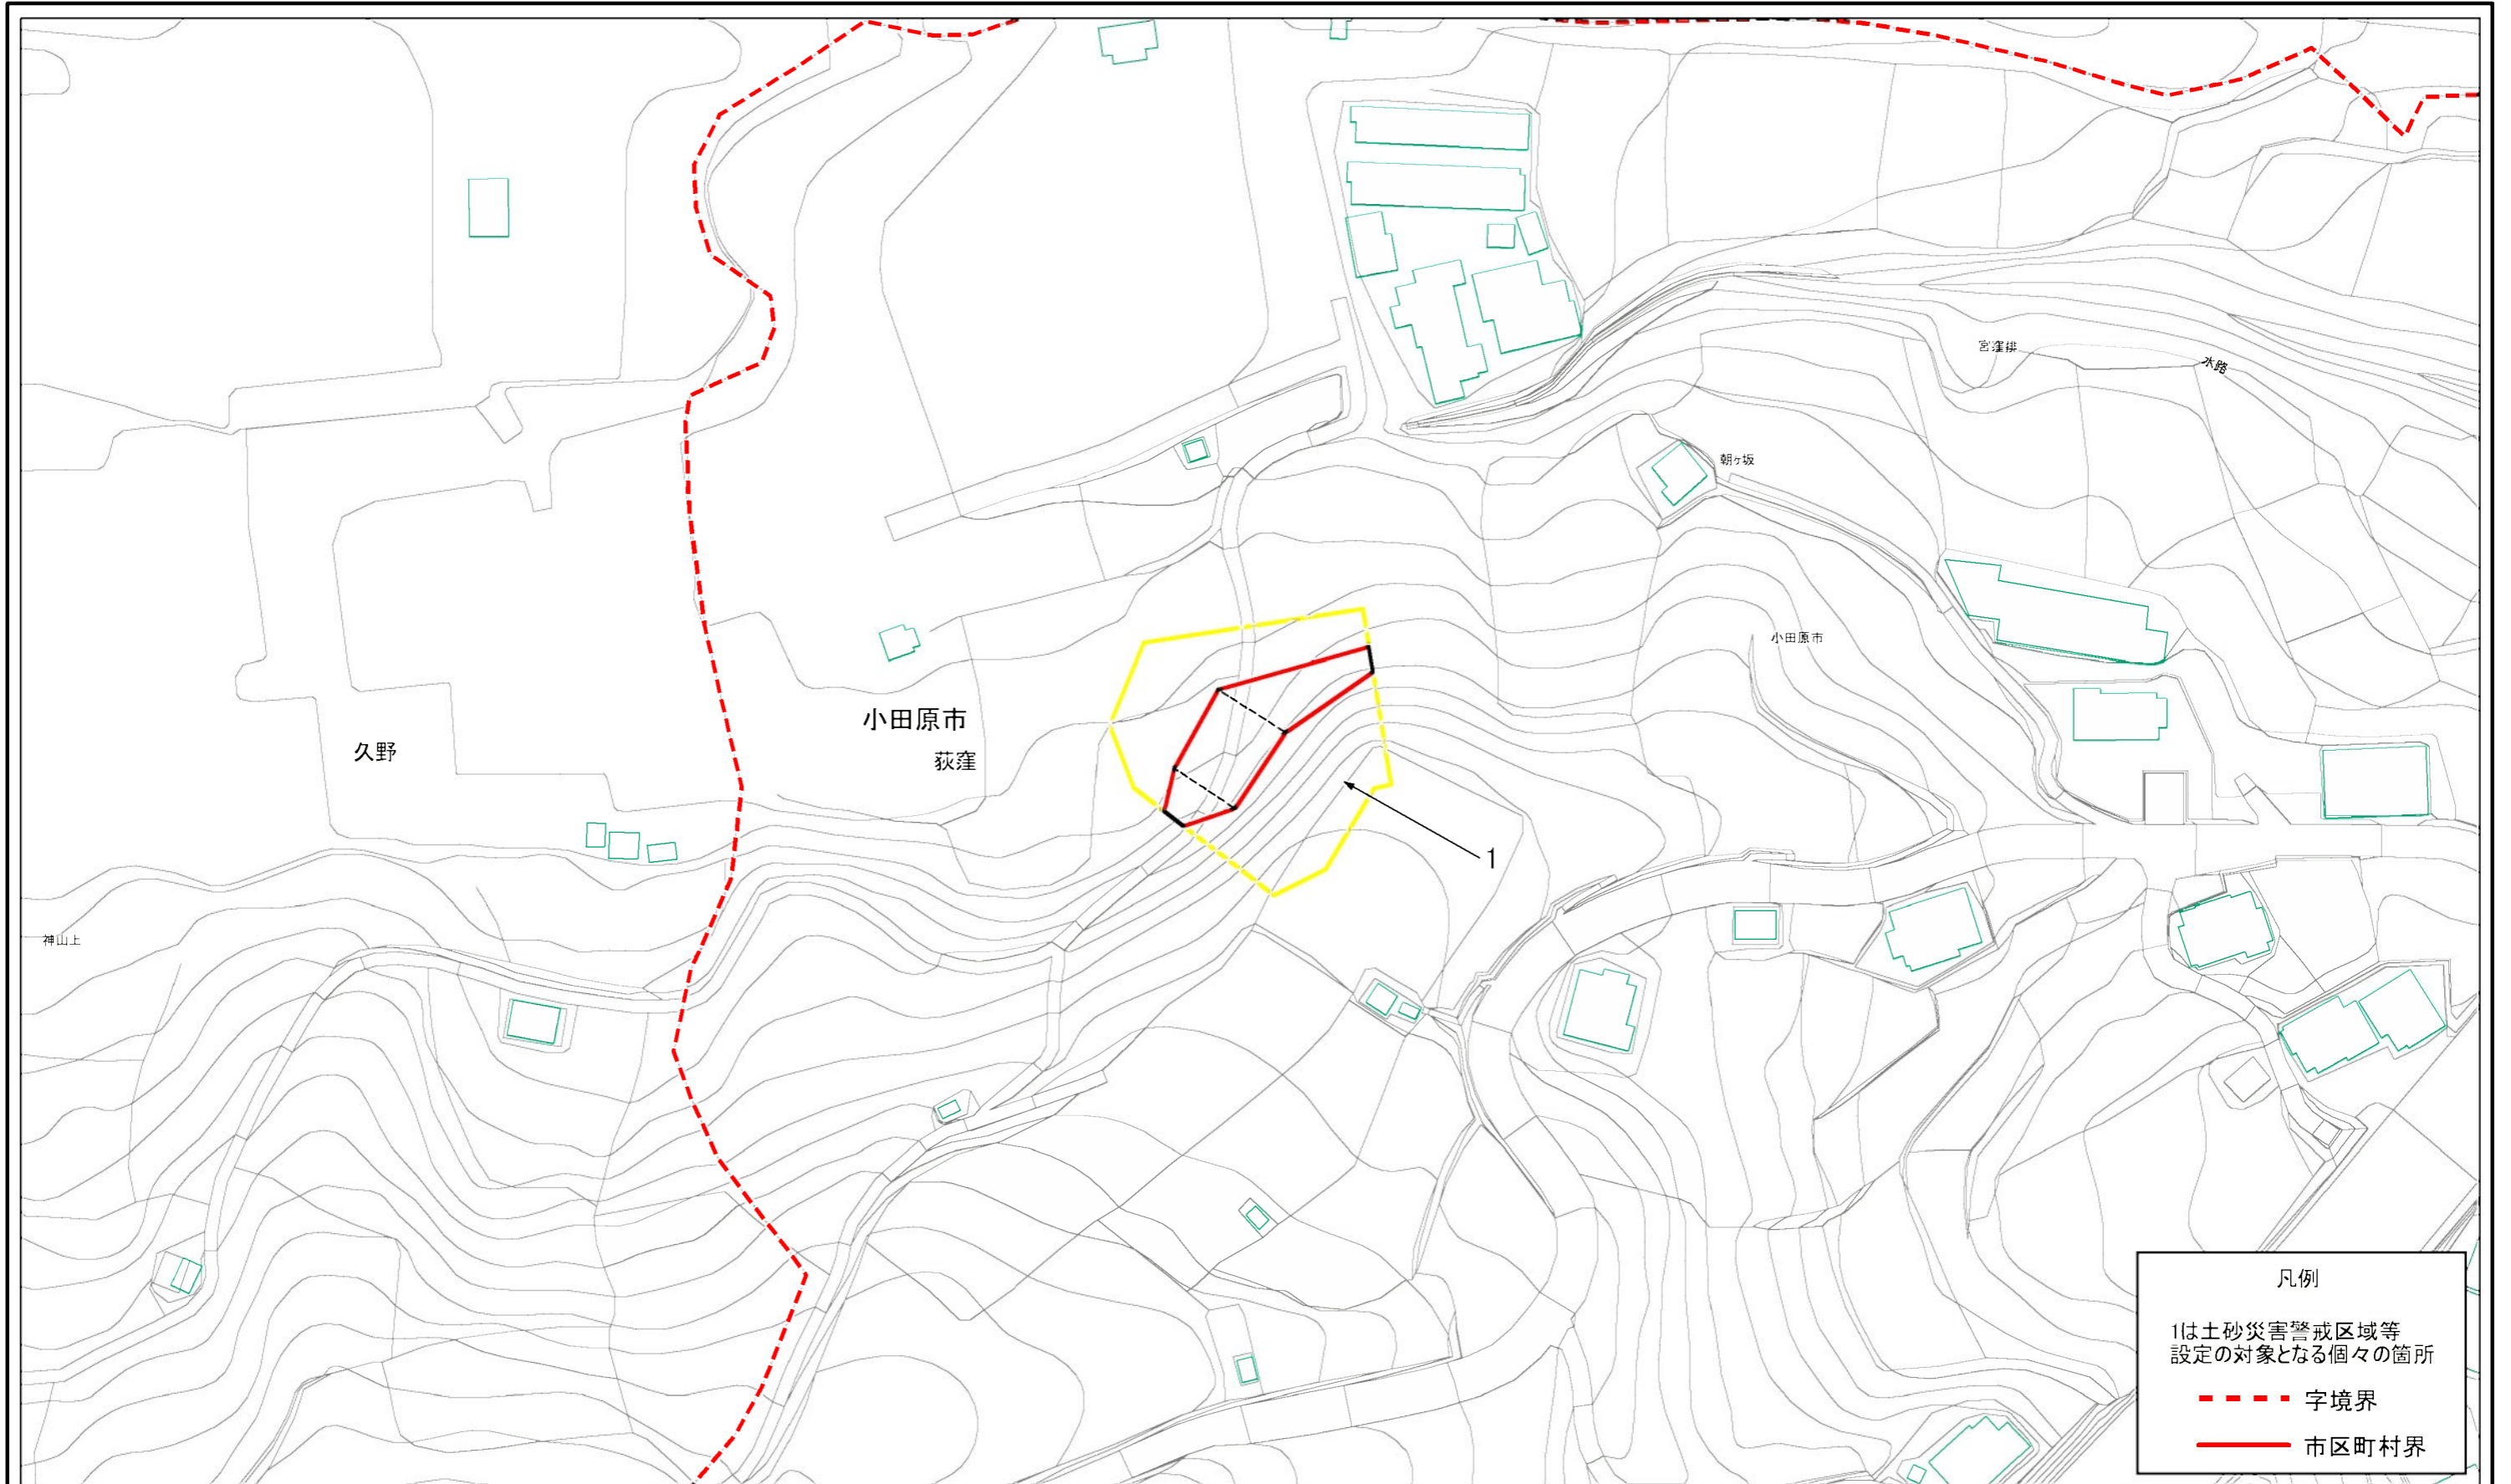 宮窪排
水路
朝ヶ坂
小田原市
小田原市
荻窪
久野
1
神山上
凡例
1は土砂災害警戒区域等
設定の対象となる個々の箇所
字境界
市区町村界